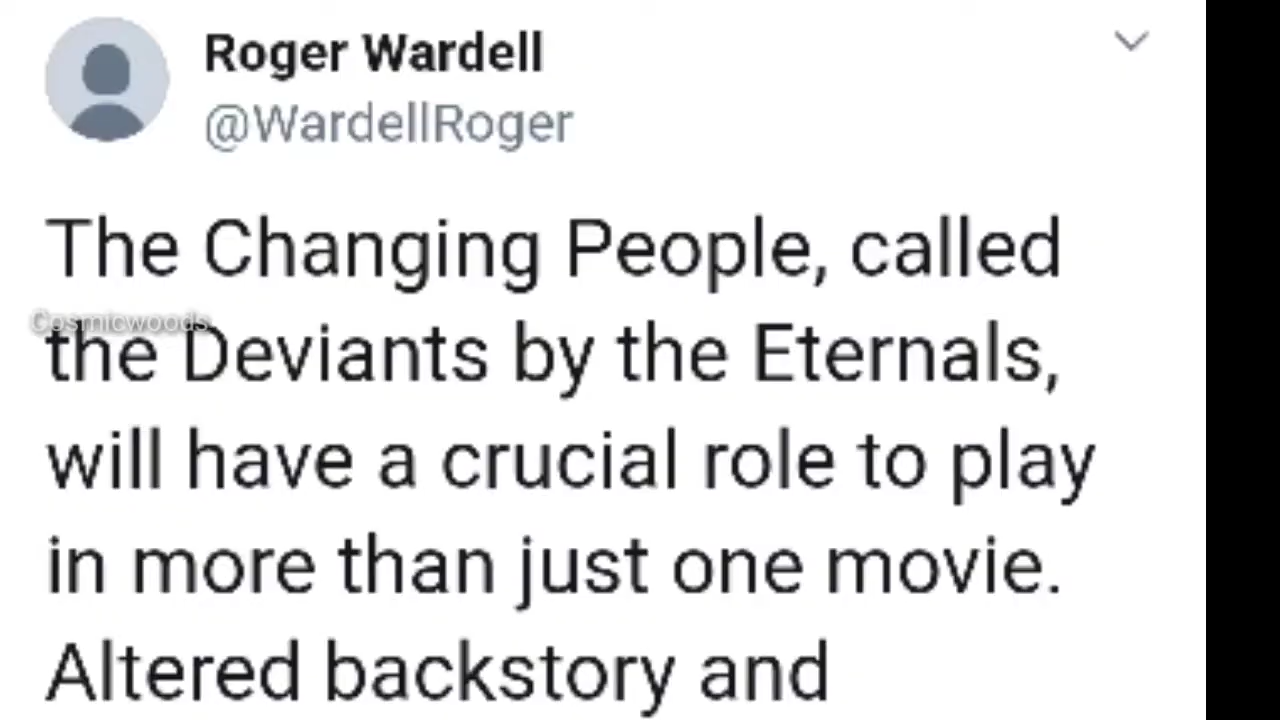 Roger Wardell
@WardellRoger
The Changing People, called
Cosmicwoods
the Deviants by the Eternals,
will have a crucial role to play
in more than just one movie.
Altered backstory and